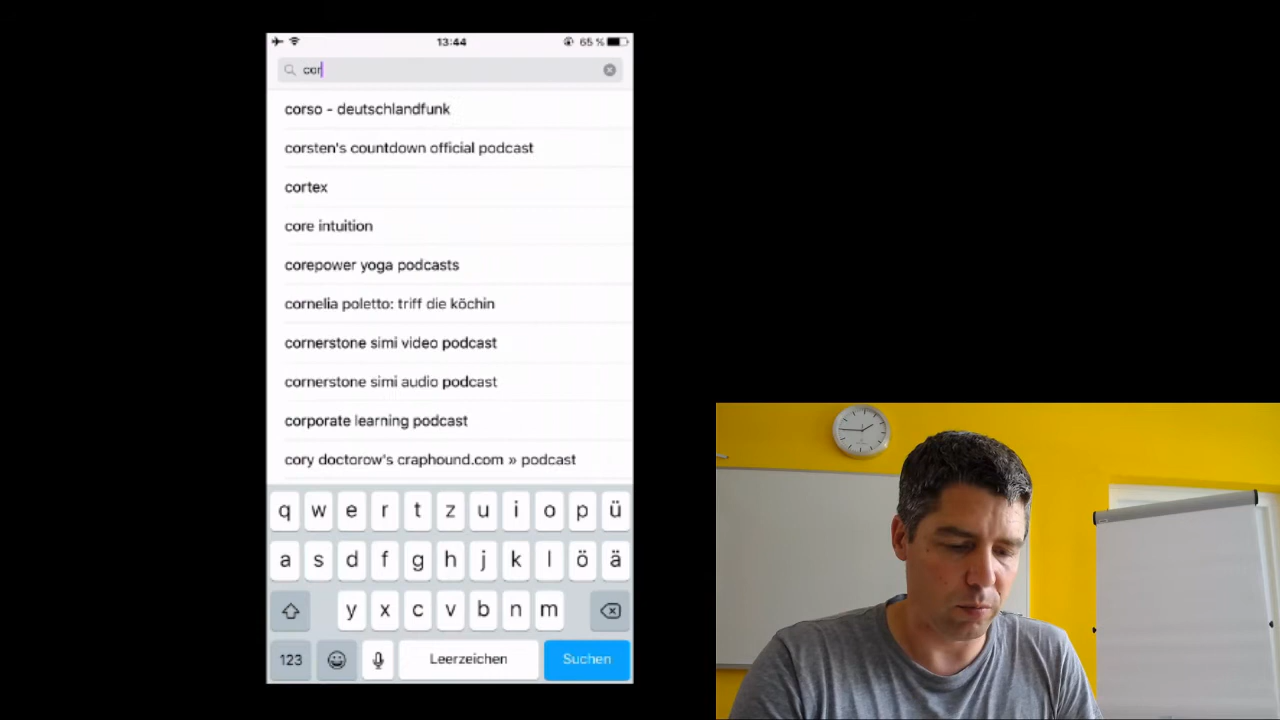 13:44
65 %
cor
corso - deutschlandfunk
corsten's countdown official podcast
cortex
core intuition
corepower yoga podcasts
cornelia poletto: triff die köchin
cornerstone simi video podcast
cornerstone simi audio podcast
corporate learning podcast
cory doctorow's craphound.com » podcast
q w e r t z u i o p ü
a s d f g h j k l ö ä
y x c v b n m
123 Leerzeichen Suchen